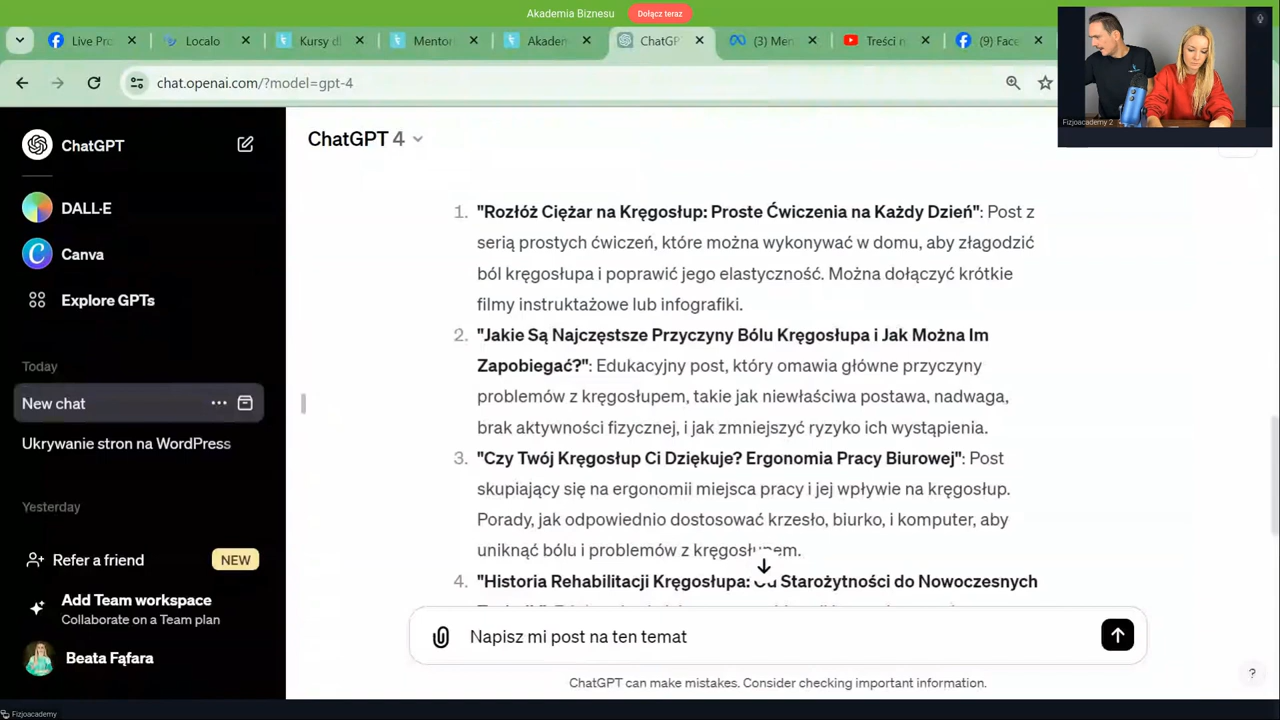 Akademia Biznesu Dołącz teraz
Live Pro
Localo
Kursy dl
Mentor
Akaden
ChatGP
(3) Men
Treści n
(9) Face
chat.openai.com/?model=gpt-4
Fizjoacademy 2
ChatGPT
DALL·E
Canva
Explore GPTs
Today
New chat
Ukrywanie stron na WordPress
Yesterday
Refer a friend NEW
Add Team workspace
Collaborate on a Team plan
Beata Fąfara
ChatGPT 4
1. "Rozłóż Ciężar na Kręgosłup: Proste Ćwiczenia na Każdy Dzień": Post z
serią prostych ćwiczeń, które można wykonywać w domu, aby złagodzić
ból kręgosłupa i poprawić jego elastyczność. Można dołączyć krótkie
filmy instruktażowe lub infografiki.
2. "Jakie Są Najczęstsze Przyczyny Bólu Kręgosłupa i Jak Można Im
Zapobiegać?": Edukacyjny post, który omawia główne przyczyny
problemów z kręgosłupem, takie jak niewłaściwa postawa, nadwaga,
brak aktywności fizycznej, i jak zmniejszyć ryzyko ich wystąpienia.
3. "Czy Twój Kręgosłup Ci Dziękuje? Ergonomia Pracy Biurowej": Post
skupiający się na ergonomii miejsca pracy i jej wpływie na kręgosłup.
Porady, jak odpowiednio dostosować krzesło, biurko, i komputer, aby
uniknąć bólu i problemów z kręgosłupem.
4. "Historia Rehabilitacji Kręgosłupa: Od Starożytności do Nowoczesnych
Napisz mi post na ten temat
ChatGPT can make mistakes. Consider checking important information.
?
Fizjoacademy